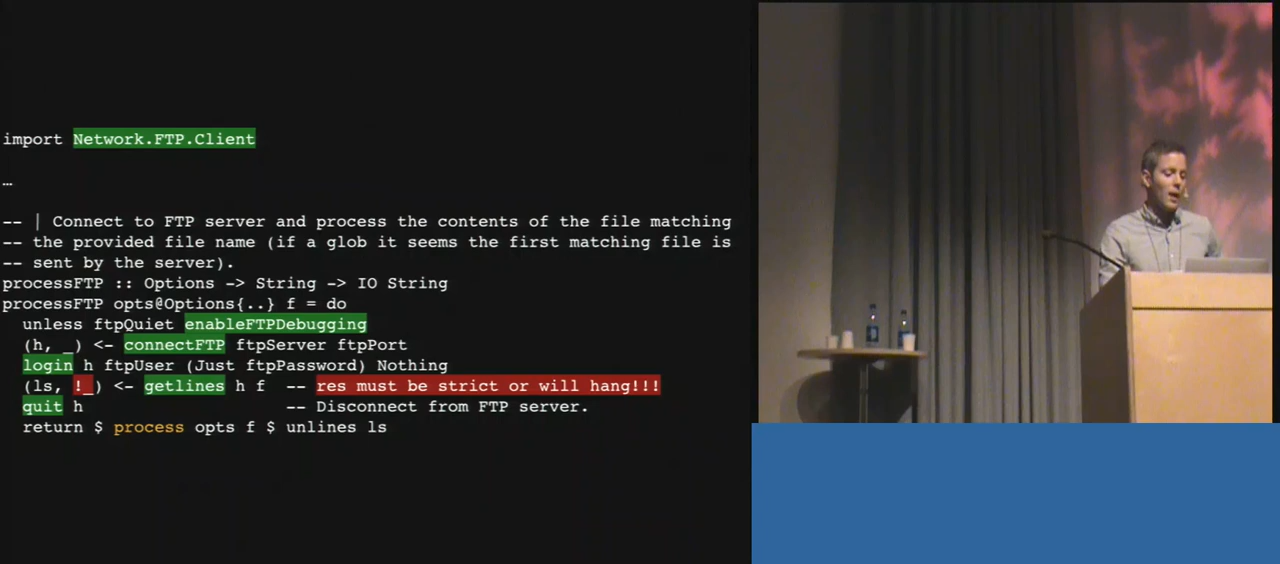 import Network.FTP.Client
…
-- | Connect to FTP server and process the contents of the file matching
-- the provided file name (if a glob it seems the first matching file is
-- sent by the server).
processFTP :: Options -> String -> IO String
processFTP opts@Options{..} f = do
  unless ftpQuiet enableFTPDebugging
  (h, _) <- connectFTP ftpServer ftpPort
  login h ftpUser (Just ftpPassword) Nothing
  (ls, !_) <- getlines h f  -- res must be strict or will hang!!!
  quit h                    -- Disconnect from FTP server.
  return $ process opts f $ unlines ls